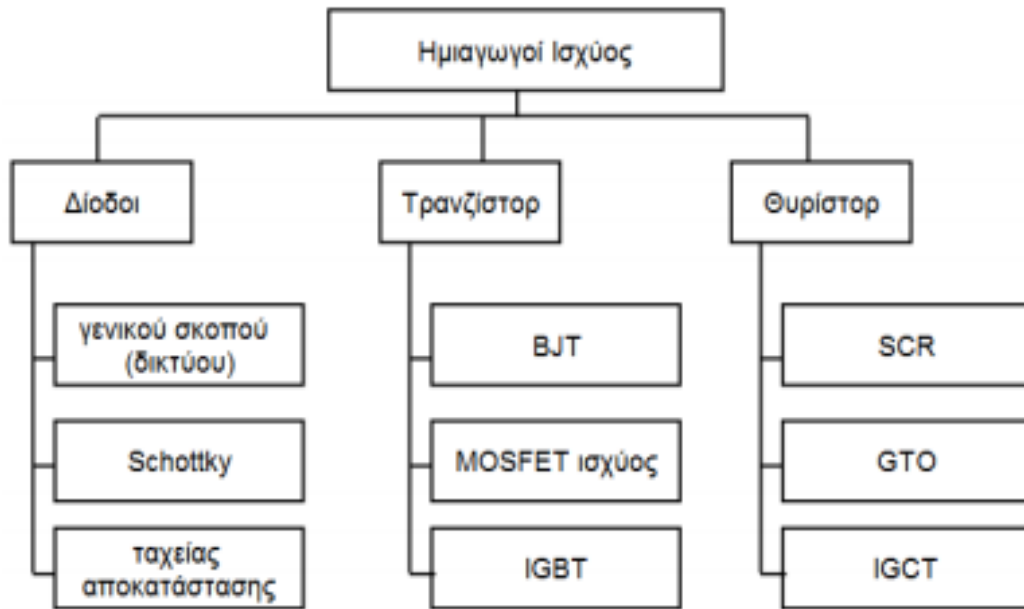 Ημιαγωγοί Ισχύος
Δίοδοι
Τρανζίστορ
Θυρίστορ
γενικού σκοπού
(δικτύου)
BJT
SCR
Schottky
MOSFET ισχύος
GTO
ταχείας
αποκατάστασης
IGBT
IGCT